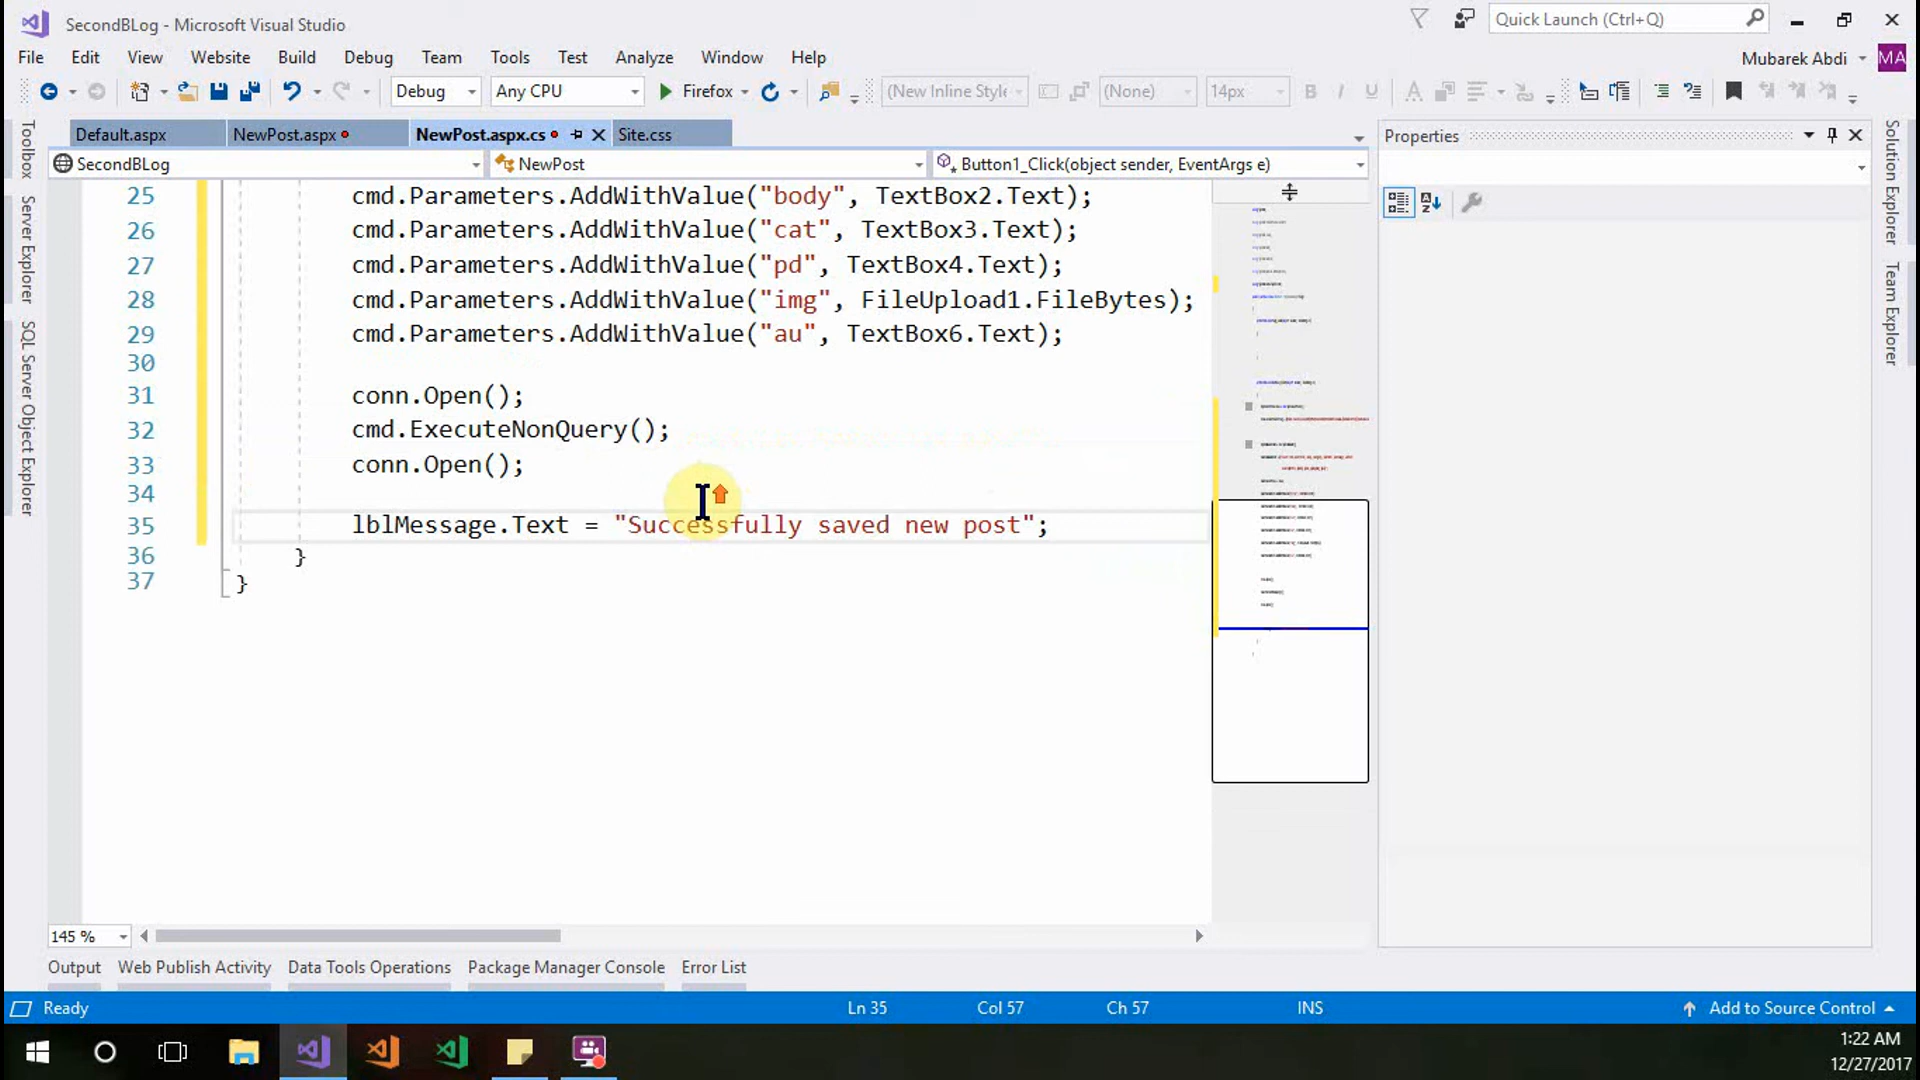 SecondBLog - Microsoft Visual Studio
Quick Launch (Ctrl+Q)
File Edit View Website Build Debug Team Tools Test Analyze Window Help
Mubarek Abdi MA
Debug Any CPU Firefox (New Inline Style (None) 14px B I U A
Default.aspx NewPost.aspx NewPost.aspx.cs Site.css
Properties
SecondBLog NewPost Button1_Click(object sender, EventArgs e)
Toolbox
Server Explorer
SQL Server Object Explorer
Solution Explorer
Team Explorer
25 cmd.Parameters.AddWithValue("body", TextBox2.Text);
26 cmd.Parameters.AddWithValue("cat", TextBox3.Text);
27 cmd.Parameters.AddWithValue("pd", TextBox4.Text);
28 cmd.Parameters.AddWithValue("img", FileUpload1.FileBytes);
29 cmd.Parameters.AddWithValue("au", TextBox6.Text);
30
31 conn.Open();
32 cmd.ExecuteNonQuery();
33 conn.Open();
34
35 lblMessage.Text = "Successfully saved new post";
36 }
37 }
145 %
Output Web Publish Activity Data Tools Operations Package Manager Console Error List
Ready Ln 35 Col 57 Ch 57 INS Add to Source Control
1:22 AM
12/27/2017